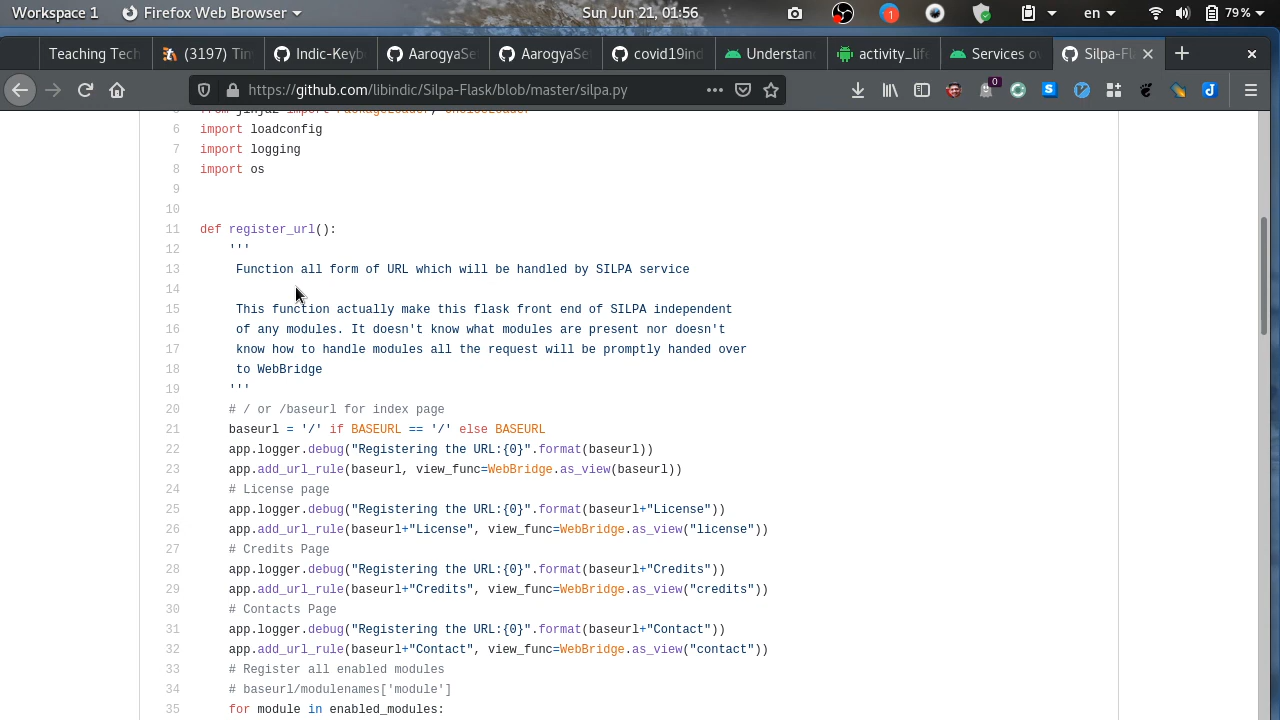 Workspace 1 Firefox Web Browser Sun Jun 21, 01:56 1 en 79%
Teaching Tech (3197) Tim Indic-Keyb AarogyaSe AarogyaSe covid19ind Understan activity_life Services ov Silpa-Fl
https://github.com/libindic/Silpa-Flask/blob/master/silpa.py 0
from jinja2 import PackageLoader, ChoiceLoader
6 import loadconfig
7 import logging
8 import os
9
10
11 def register_url():
12 '''
13 Function all form of URL which will be handled by SILPA service
14
15 This function actually make this flask front end of SILPA independent
16 of any modules. It doesn't know what modules are present nor doesn't
17 know how to handle modules all the request will be promptly handed over
18 to WebBridge
19 '''
20 # / or /baseurl for index page
21 baseurl = '/' if BASEURL == '/' else BASEURL
22 app.logger.debug("Registering the URL:{0}".format(baseurl))
23 app.add_url_rule(baseurl, view_func=WebBridge.as_view(baseurl))
24 # License page
25 app.logger.debug("Registering the URL:{0}".format(baseurl+"License"))
26 app.add_url_rule(baseurl+"License", view_func=WebBridge.as_view("license"))
27 # Credits Page
28 app.logger.debug("Registering the URL:{0}".format(baseurl+"Credits"))
29 app.add_url_rule(baseurl+"Credits", view_func=WebBridge.as_view("credits"))
30 # Contacts Page
31 app.logger.debug("Registering the URL:{0}".format(baseurl+"Contact"))
32 app.add_url_rule(baseurl+"Contact", view_func=WebBridge.as_view("contact"))
33 # Register all enabled modules
34 # baseurl/modulenames['module']
35 for module in enabled_modules: